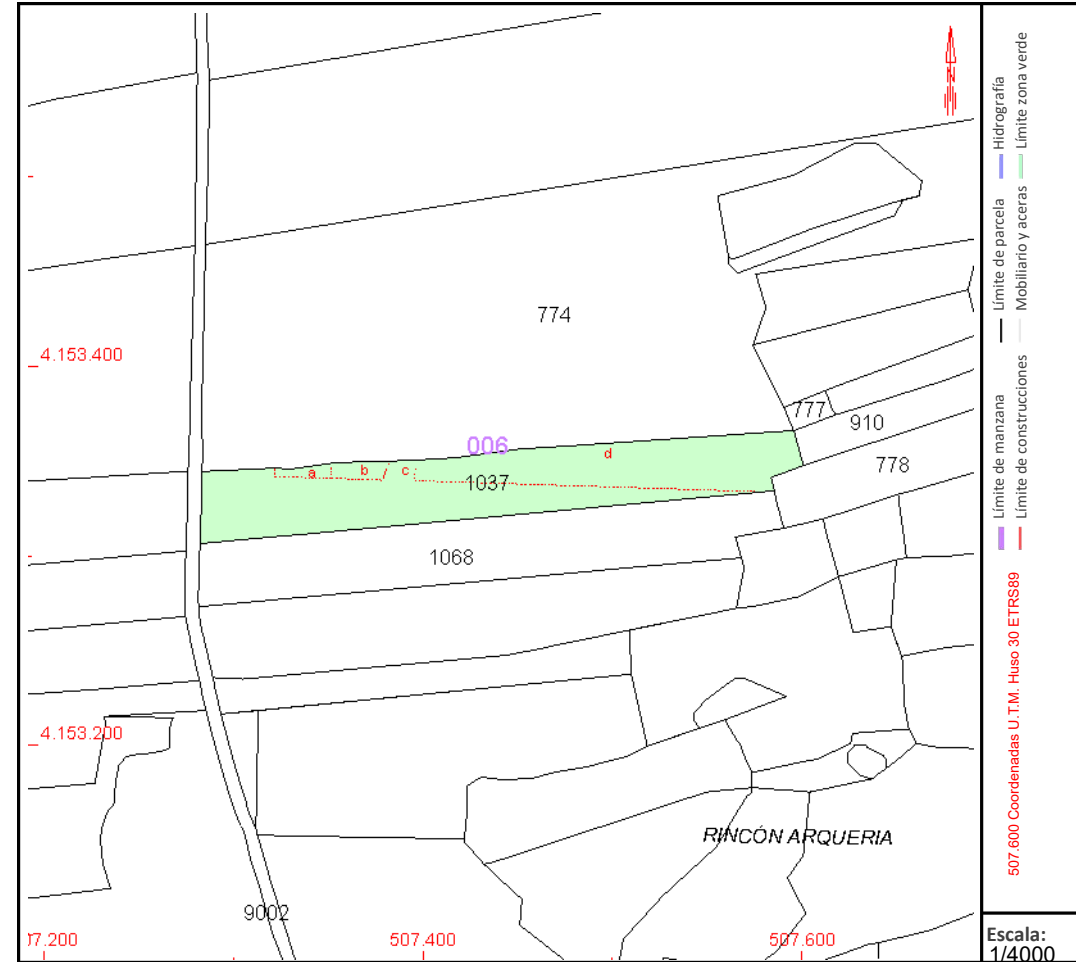 N
774
4.153.400
777
910
006
d
778
a
b
c
1037
1068
4.153.200
RINCÓN ARQUERIA
9002
507.400
507.600
Límite de manzana
Límite de parcela
Hidrografía
Límite de construcciones
Mobiliario y aceras
Límite zona verde
507.600 Coordenadas U.T.M. Huso 30 ETRS89
Escala:
1/4000